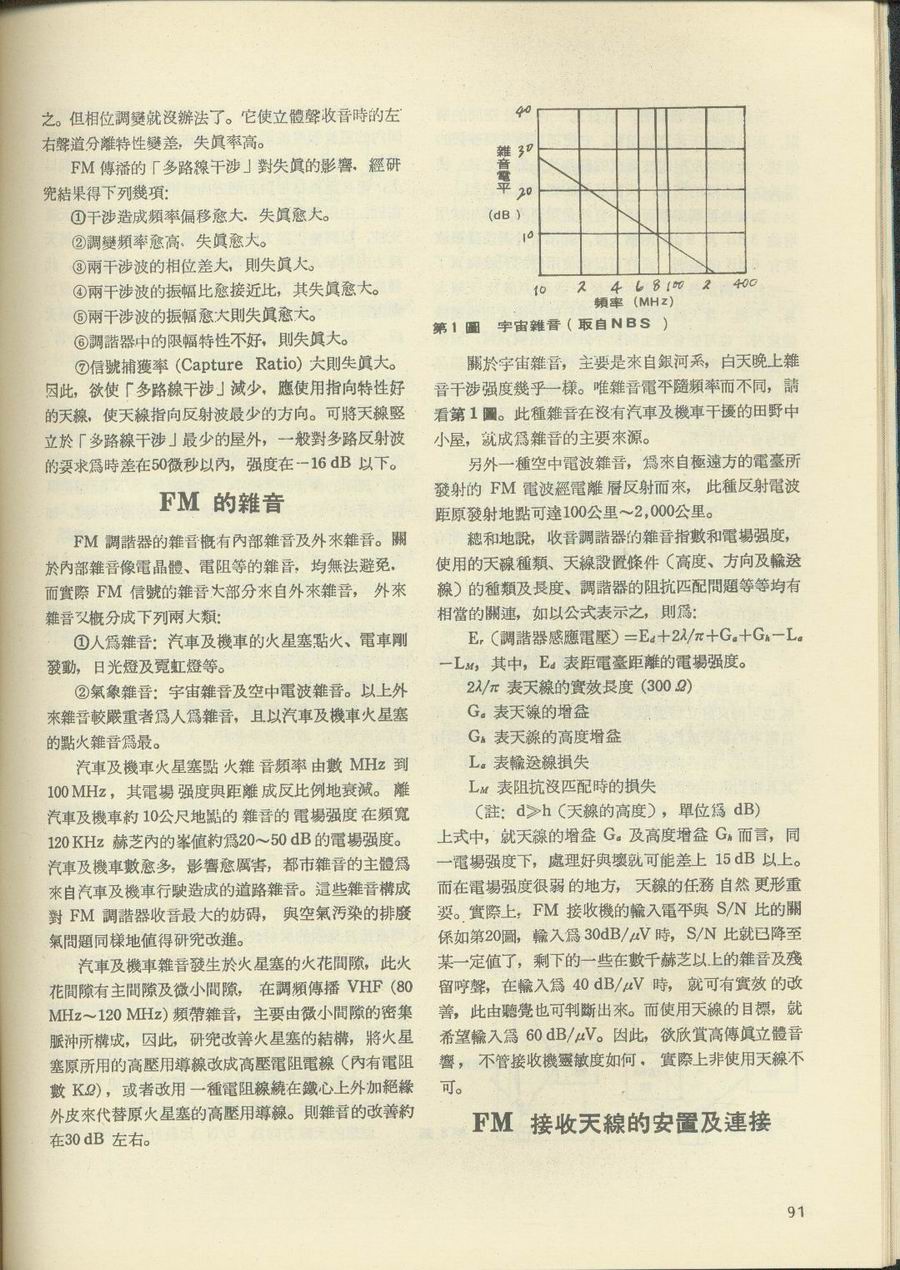 之。但相位調變就沒辦法了。它使立體聲收音時的左
右聲道分離特性變差，失眞率高。
FM 傳播的「多路線干涉」對失眞的影響，經研
究結果得下列幾項：
①干涉造成頻率偏移愈大，失眞愈大。
②調變頻率愈高，失眞愈大。
③兩干涉波的相位差大，則失眞大。
④兩干涉波的振幅比愈接近比，其失眞愈大。
⑤兩干涉波的振幅愈大則失眞愈大。
⑥調諧器中的限幅特性不好，則失眞大。
⑦信號捕獲率 (Capture Ratio) 大則失眞大。
因此，欲使「多路線干涉」減少，應使用指向特性好
的天線，使天線指向反射波最少的方向。可將天線竪
立於「多路線干涉」最少的屋外，一般對多路反射波
的要求爲時差在50微秒以內，强度在－16 dB 以下。
FM 的雜音
FM 調諧器的雜音概有內部雜音及外來雜音。關
於內部雜音像電晶體、電阻等的雜音，均無法避免，
而實際 FM 信號的雜音大部分來自外來雜音， 外來
雜音又概分成下列兩大類：
①人爲雜音：汽車及機車的火星塞點火、電車剛
發動，日光燈及霓虹燈等。
②氣象雜音：宇宙雜音及空中電波雜音。以上外
來雜音較嚴重者爲人爲雜音，且以汽車及機車火星塞
的點火雜音爲最。
汽車及機車火星塞點 火雜 音頻率 由數 MHz 到
100 MHz，其電場 强度與距離 成反比例地衰減。 離
汽車及機車約 10公尺地點的 雜音的 電場强度 在頻寬
120 KHz 赫芝內的峯値約爲20～50 dB 的電場强度。
汽車及機車數愈多，影響愈厲害，都市雜音的主體爲
來自汽車及機車行駛造成的道路雜音。這些雜音構成
對 FM 調諧器收音最大的妨碍， 與空氣汚染的排廢
氣問題同樣地値得研究改進。
汽車及機車雜音發生於火星塞的火花間隙，此火
花間隙有主間隙及微小間隙， 在調頻傳播 VHF (80
MHz～120 MHz) 頻帶雜音，主要由微小間隙的密集
脈冲所構成，因此，研究改善火星塞的結構，將火星
塞原所用的高壓用導線改成高壓電阻電線（內有電阻
數 KΩ），或者改用 一種電阻線繞在鐵心上外加絕緣
外皮來代替原火星塞的高壓用導線。則雜音的改善約
在30 dB 左右。
40
30
20
10
雜音電平
(dB)
10 2 4 6 8 100 2 400
頻率 (MHz)
第 1 圖 宇宙雜音（取自NBS ）
關於宇宙雜音，主要是來自銀河系，白天晚上雜
音干涉强度幾乎一樣。唯雜音電平隨頻率而不同，請
看第 1 圖。此種雜音在沒有汽車及機車干擾的田野中
小屋，就成爲雜音的主要來源。
另外一種空中電波雜音，爲來自極遠方的電臺所
發射的 FM 電波經電離 層反射而來， 此種反射電波
距原發射地點可達100公里～2,000公里。
總和地說，收音調諧器的雜音指數和電場强度，
使用的天線種類、天線設置條件（高度、方向及輸送
線）的種類及長度、調諧器的阻抗匹配問題等等均有
相當的關連，如以公式表示之，則爲：
Er（調諧器感應電壓）＝Ed＋2λ/π＋Ga＋Gh－La
－LM，其中，Ed 表距電臺距離的電場强度。
2λ/π 表天線的實效長度 (300 Ω)
Ga 表天線的增益
Gh 表天線的高度增益
La 表輸送線損失
LM 表阻抗沒匹配時的損失
（註：d≫h（天線的高度），單位爲 dB）
上式中，就天線的增益 Ga 及高度增益 Gh 而言，同
一電場强度下，處理好與壞就可能差上 15 dB 以上。
而在電場强度很弱 的地方， 天線的任務 自然 更形重
要。實際上，FM 接收機的輸入電平與 S/N 比的關
係如第20圖，輸入爲 30dB/μV 時，S/N 比就已降至
某一定値了，剩下的一些在數千赫芝以上的雜音及殘
留哼聲，在輸入爲 40 dB/μV 時， 就可有實效 的改
善，此由聽覺也可判斷出來。而使用天線的目標，就
希望輸入爲 60 dB/μV。因此，欲欣賞高傳眞立體音
響，不管接收機靈敏度如何，實際上非使用天線不
可。
FM 接收天線的安置及連接
91